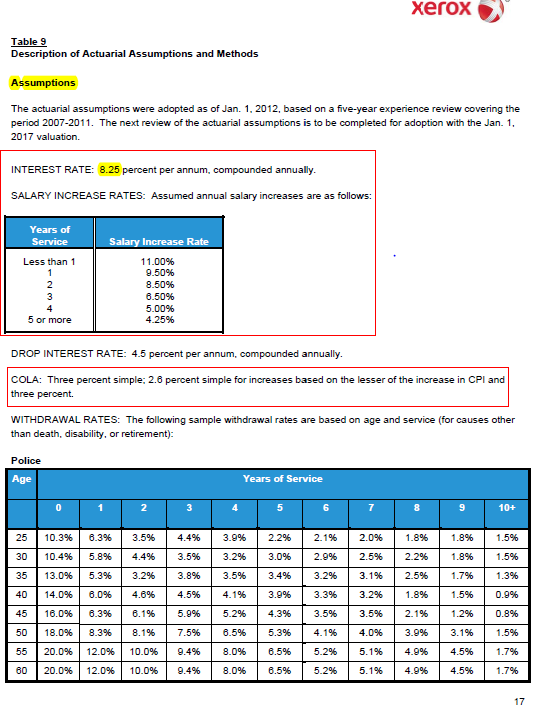 xerox
Table 9
Description of Actuarial Assumptions and Methods
Assumptions
The actuarial assumptions were adopted as of Jan. 1, 2012, based on a five-year experience review covering the
period 2007-2011. The next review of the actuarial assumptions is to be completed for adoption with the Jan. 1,
2017 valuation.
INTEREST RATE: 8.25 percent per annum, compounded annually.
SALARY INCREASE RATES: Assumed annual salary increases are as follows:
Years of
Service Salary Increase Rate
Less than 1 11.00%
1 9.50%
2 8.50%
3 6.50%
4 5.00%
5 or more 4.25%
DROP INTEREST RATE: 4.5 percent per annum, compounded annually.
COLA: Three percent simple; 2.6 percent simple for increases based on the lesser of the increase in CPI and
three percent.
WITHDRAWAL RATES: The following sample withdrawal rates are based on age and service (for causes other
than death, disability, or retirement):
Police
Age Years of Service
0 1 2 3 4 5 6 7 8 9 10+
25 10.3% 6.3% 3.5% 4.4% 3.9% 2.2% 2.1% 2.0% 1.8% 1.8% 1.5%
30 10.4% 5.8% 4.4% 3.5% 3.2% 3.0% 2.9% 2.5% 2.2% 1.8% 1.5%
35 13.0% 5.3% 3.2% 3.8% 3.5% 3.4% 3.2% 3.1% 2.5% 1.7% 1.3%
40 14.0% 6.0% 4.6% 4.5% 4.1% 3.9% 3.3% 3.2% 1.8% 1.5% 0.9%
45 16.0% 6.3% 6.1% 5.9% 5.2% 4.3% 3.5% 3.5% 2.1% 1.2% 0.8%
50 18.0% 8.3% 8.1% 7.5% 6.5% 5.3% 4.1% 4.0% 3.9% 3.1% 1.5%
55 20.0% 12.0% 10.0% 9.4% 8.0% 6.5% 5.2% 5.1% 4.9% 4.5% 1.7%
60 20.0% 12.0% 10.0% 9.4% 8.0% 6.5% 5.2% 5.1% 4.9% 4.5% 1.7%
17